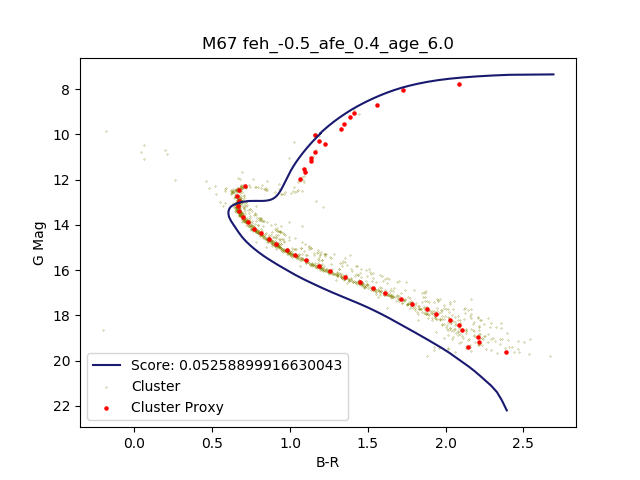 M67 feh_-0.5_afe_0.4_age_6.0
8
10
12
14
16
18
20
22
G Mag
Score: 0.05258899916630043
Cluster
Cluster Proxy
0.0 0.5 1.0 1.5 2.0 2.5
B-R